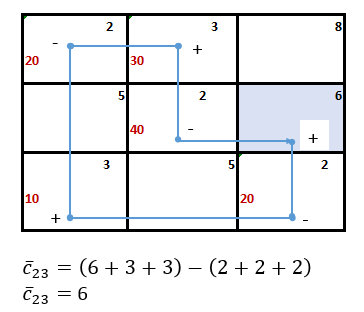 2 3 8
- +
20 30
5 2 6
40 - +
3 5 2
10 20
+ -
c̄₂₃ = (6 + 3 + 3) − (2 + 2 + 2)
c̄₂₃ = 6